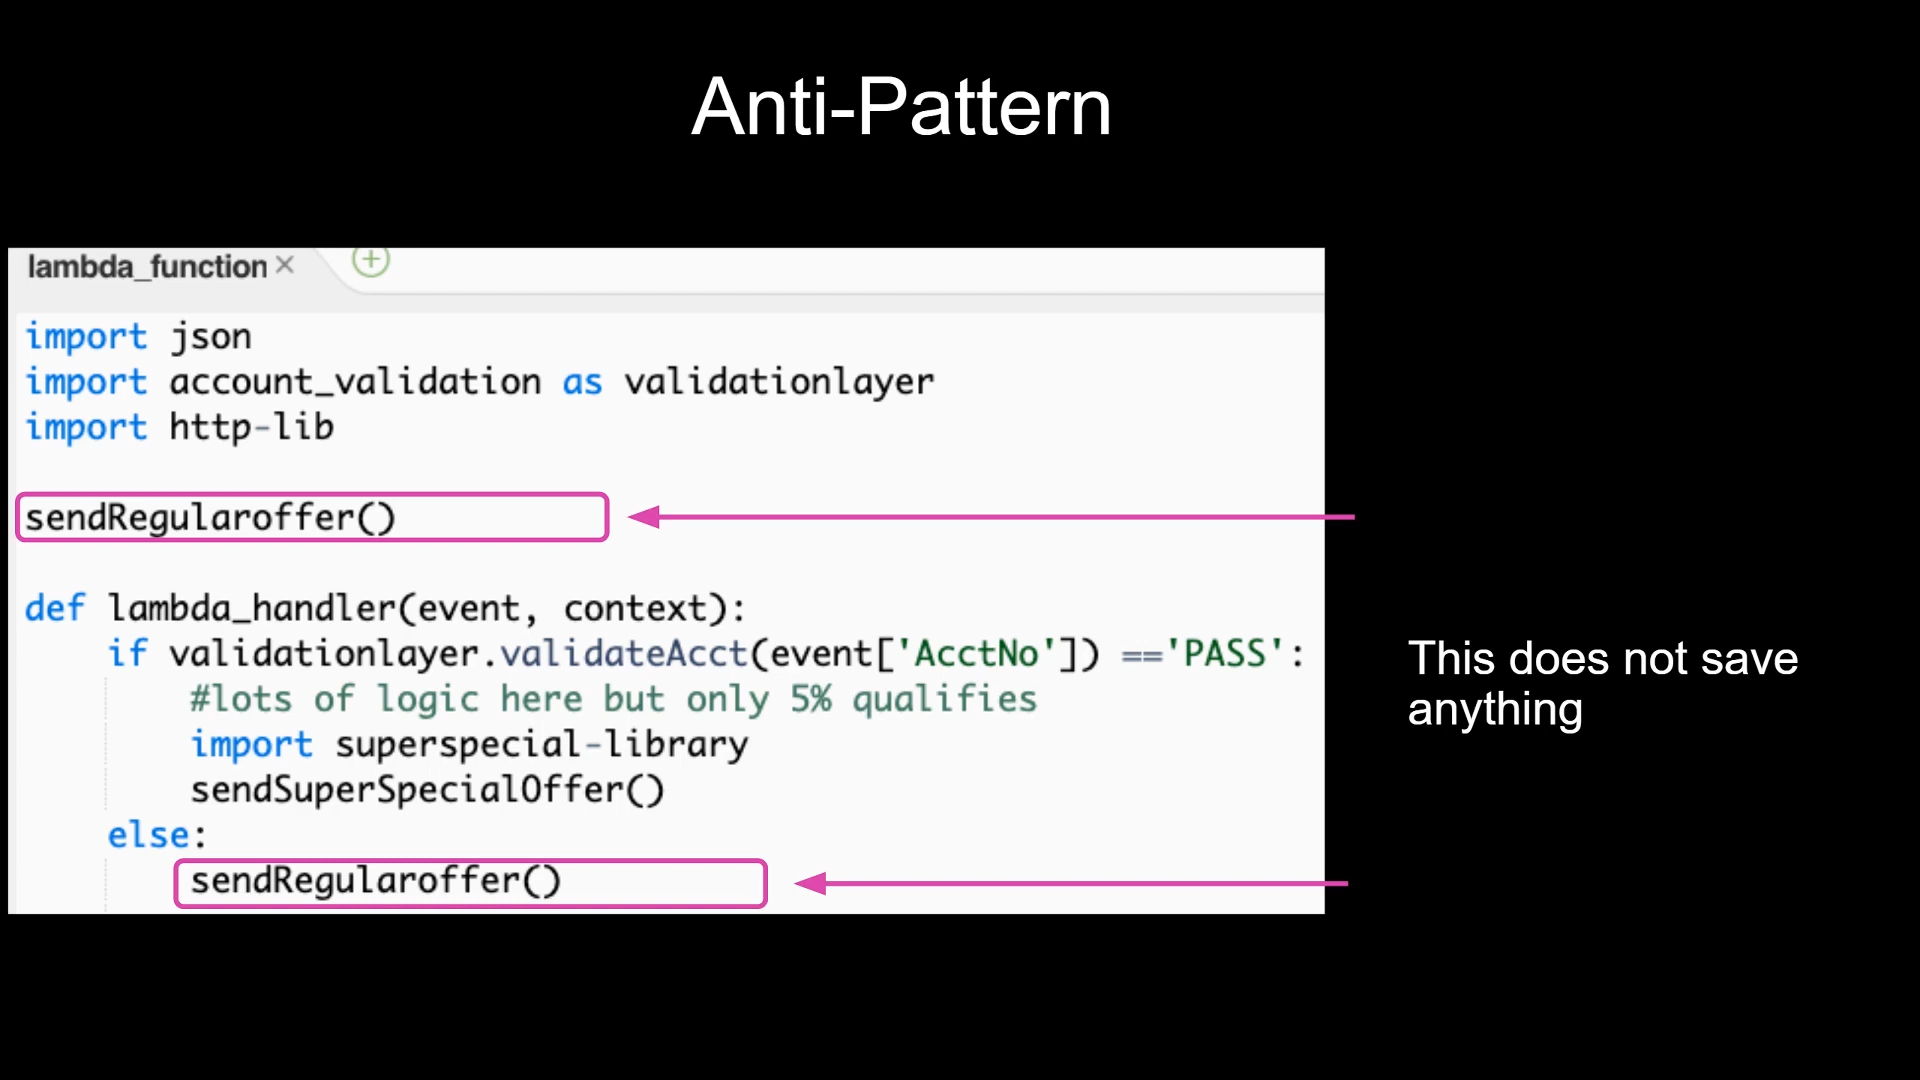 Anti-Pattern
lambda_function ×
import json
import account_validation as validationlayer
import http-lib
sendRegularoffer()
def lambda_handler(event, context):
if validationlayer.validateAcct(event['AcctNo']) =='PASS':
#lots of logic here but only 5% qualifies
import superspecial-library
sendSuperSpecialOffer()
else:
sendRegularoffer()
This does not save
anything